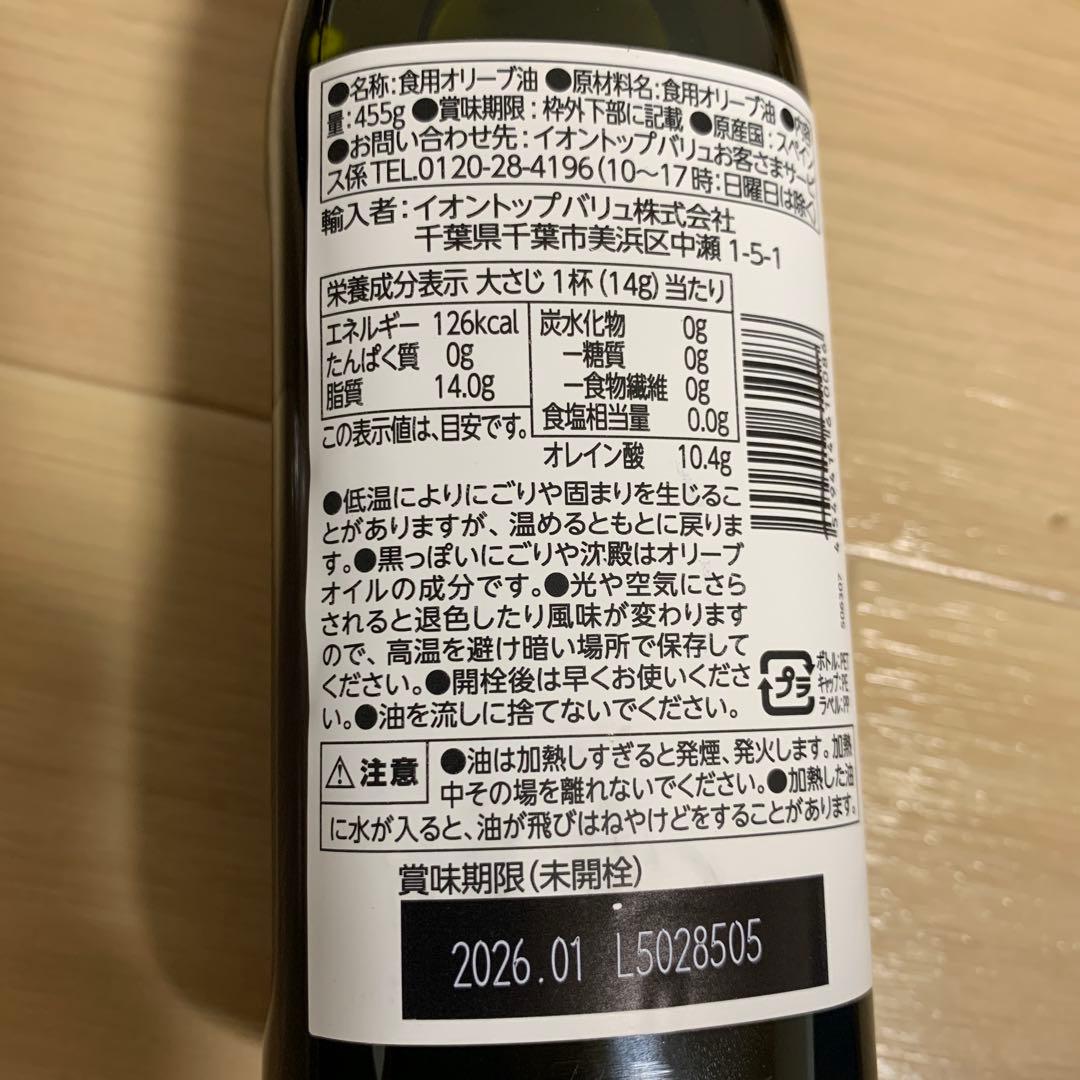 ●名称:食用オリーブ油 ●原材料名:食用オリーブ油 ●内容
量:455g ●賞味期限:枠外下部に記載 ●原産国:スペイン
●お問い合わせ先:イオントップバリュお客さまサービ
ス係 TEL.0120-28-4196(10〜17時:日曜日は除く)
輸入者:イオントップバリュ株式会社
千葉県千葉市美浜区中瀬 1-5-1
栄養成分表示 大さじ1杯(14g)当たり
エネルギー 126kcal
たんぱく質 0g
脂質 14.0g
炭水化物 0g
ー糖質 0g
ー食物繊維 0g
食塩相当量 0.0g
この表示値は、目安です。
オレイン酸 10.4g
●低温によりにごりや固まりを生じるこ
とがありますが、温めるともとに戻りま
す。●黒っぽいにごりや沈殿はオリーブ
オイルの成分です。●光や空気にさら
されると退色したり風味が変わります
ので、高温を避け暗い場所で保存して
ください。●開栓後は早くお使いくださ
い。●油を流しに捨てないでください。
509307
プラ
ボトル:PET
キャップ:PE
ラベル:PP
注意
●油は加熱しすぎると発煙、発火します。加熱
中その場を離れないでください。●加熱した油
に水が入ると、油が飛びはねやけどをすることがあります。
賞味期限(未開栓)
2026.01 L5028505